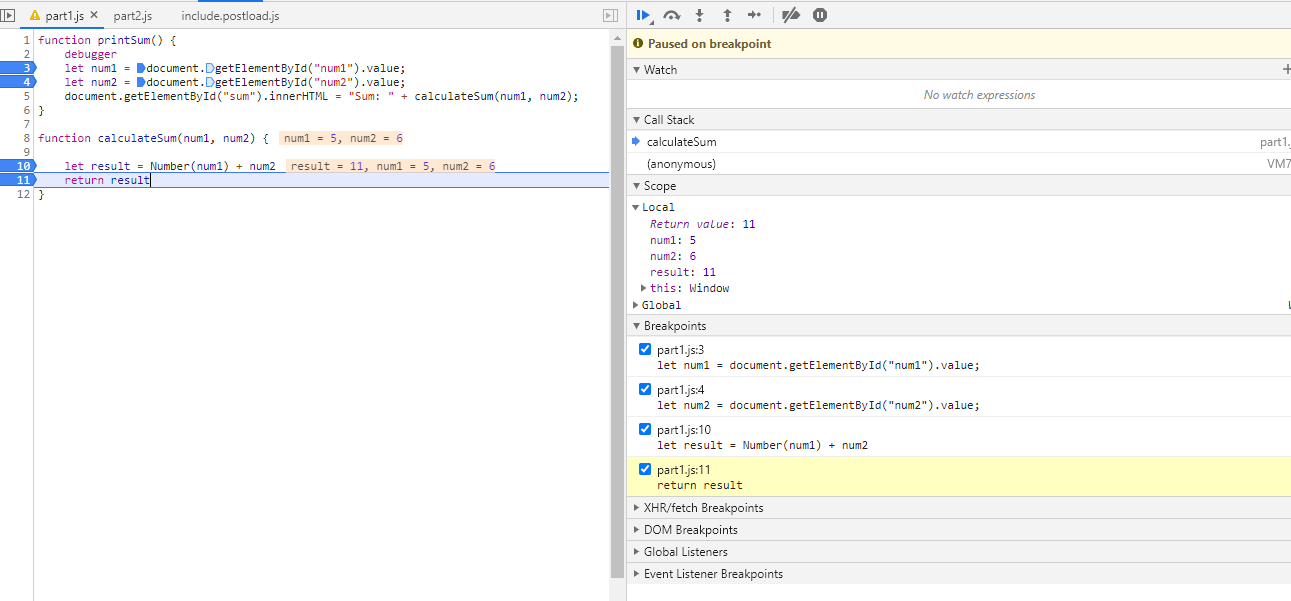 part1.js
part2.js
include.postload.js
1 function printSum() {
2 debugger
3 let num1 = document.getElementById("num1").value;
4 let num2 = document.getElementById("num2").value;
5 document.getElementById("sum").innerHTML = "Sum: " + calculateSum(num1, num2);
6 }
7
8 function calculateSum(num1, num2) { num1 = 5, num2 = 6
9
10 let result = Number(num1) + num2 result = 11, num1 = 5, num2 = 6
11 return result
12 }
Paused on breakpoint
Watch
No watch expressions
Call Stack
calculateSum part1.
(anonymous) VM7
Scope
Local
Return value: 11
num1: 5
num2: 6
result: 11
this: Window
Global
Breakpoints
part1.js:3
let num1 = document.getElementById("num1").value;
part1.js:4
let num2 = document.getElementById("num2").value;
part1.js:10
let result = Number(num1) + num2
part1.js:11
return result
XHR/fetch Breakpoints
DOM Breakpoints
Global Listeners
Event Listener Breakpoints